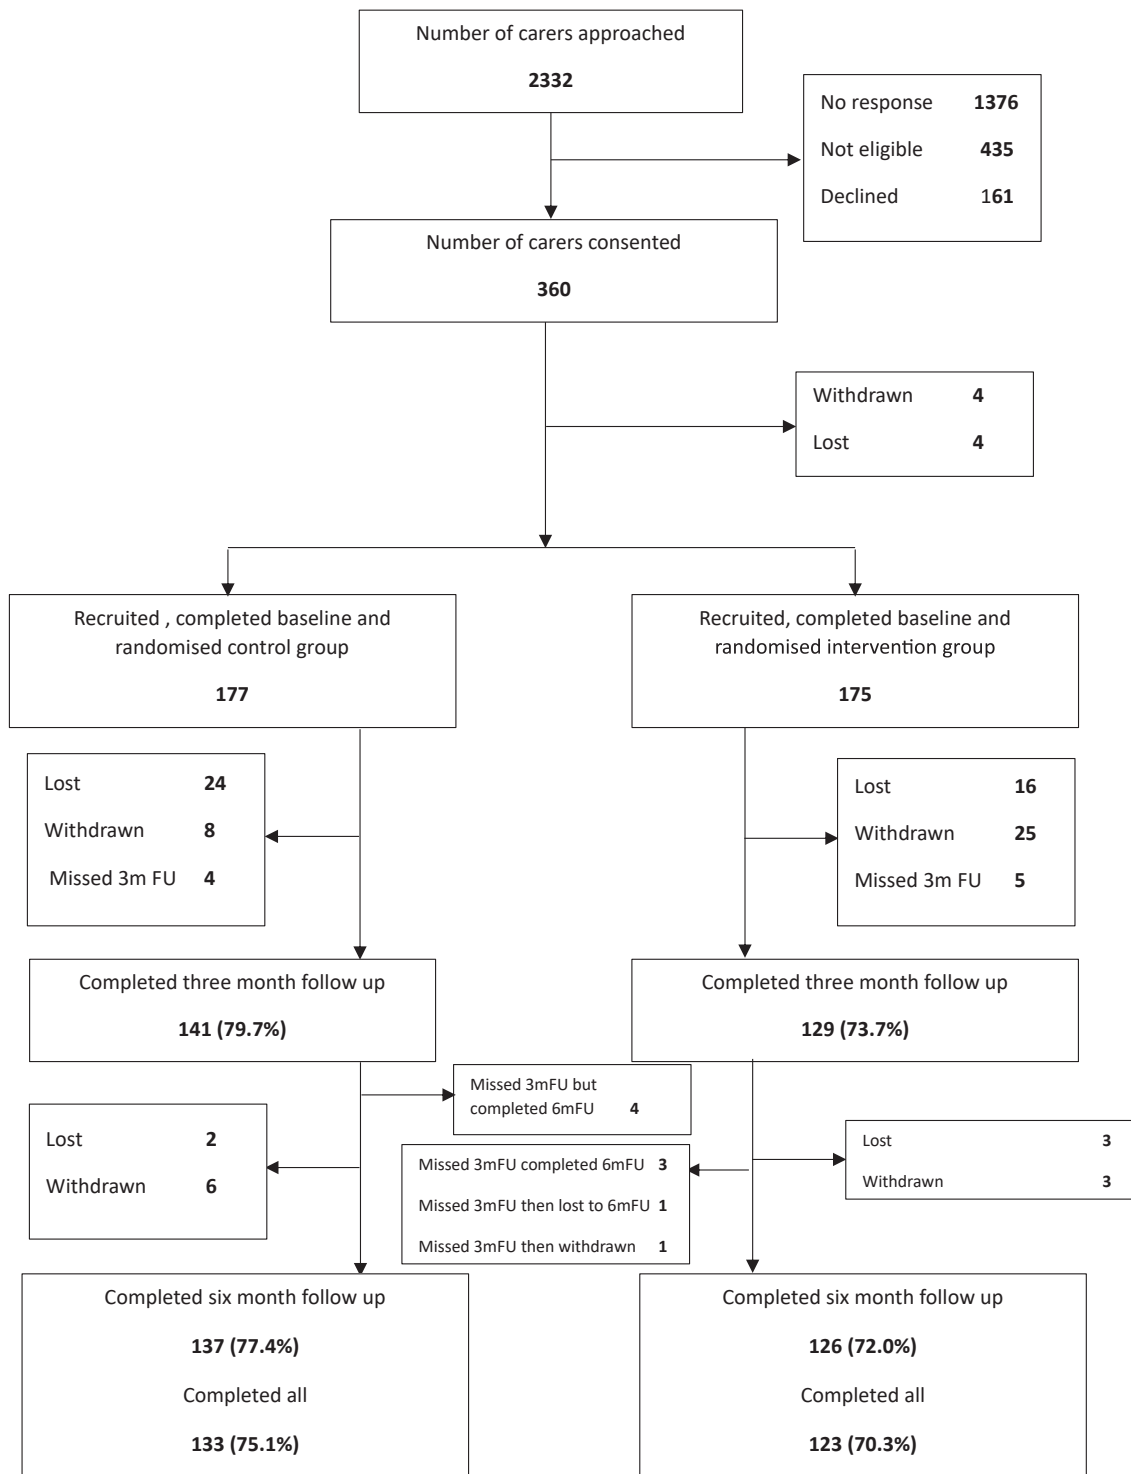 Number of carers approached
2332
No response 1376
Not eligible 435
Declined 161
Number of carers consented
360
Withdrawn 4
Lost 4
Recruited , completed baseline and
randomised control group
177
Recruited, completed baseline and
randomised intervention group
175
Lost 24
Withdrawn 8
Missed 3m FU 4
Lost 16
Withdrawn 25
Missed 3m FU 5
Completed three month follow up
141 (79.7%)
Completed three month follow up
129 (73.7%)
Missed 3mFU but
completed 6mFU 4
Lost 2
Withdrawn 6
Missed 3mFU completed 6mFU 3
Missed 3mFU then lost to 6mFU 1
Missed 3mFU then withdrawn 1
Lost 3
Withdrawn 3
Completed six month follow up
137 (77.4%)
Completed all
133 (75.1%)
Completed six month follow up
126 (72.0%)
Completed all
123 (70.3%)